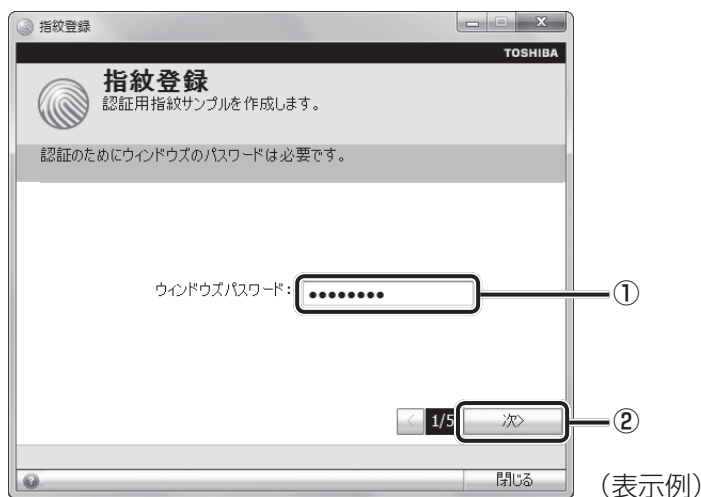 指紋登録
TOSHIBA
指紋登録
認証用指紋サンプルを作成します。
認証のためにウィンドウズのパスワードは必要です。
ウィンドウズパスワード: ●●●●●●●●
①
< 1/5 次> ②
閉じる
(表示例)